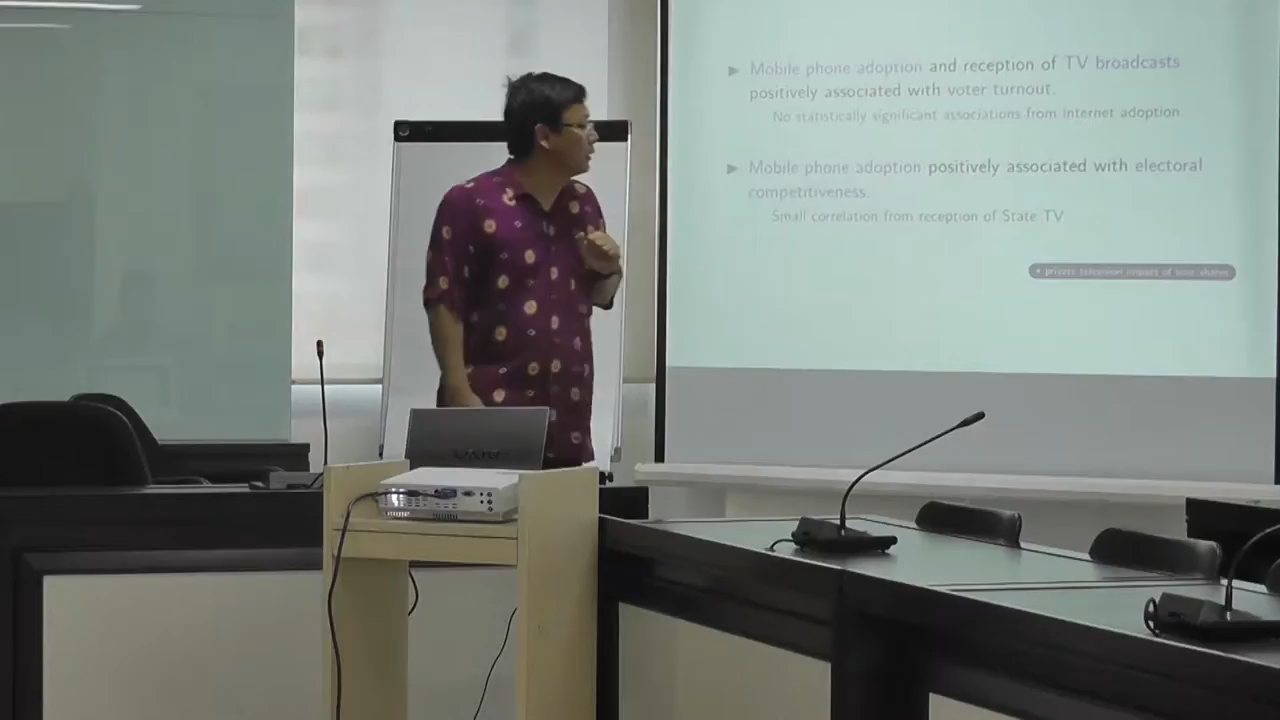 Mobile phone adoption and reception of TV broadcasts
positively associated with voter turnout.
No statistically significant associations from internet adoption
Mobile phone adoption positively associated with electoral
competitiveness.
Small correlation from reception of State TV
private television impact of vote shares
VAIO